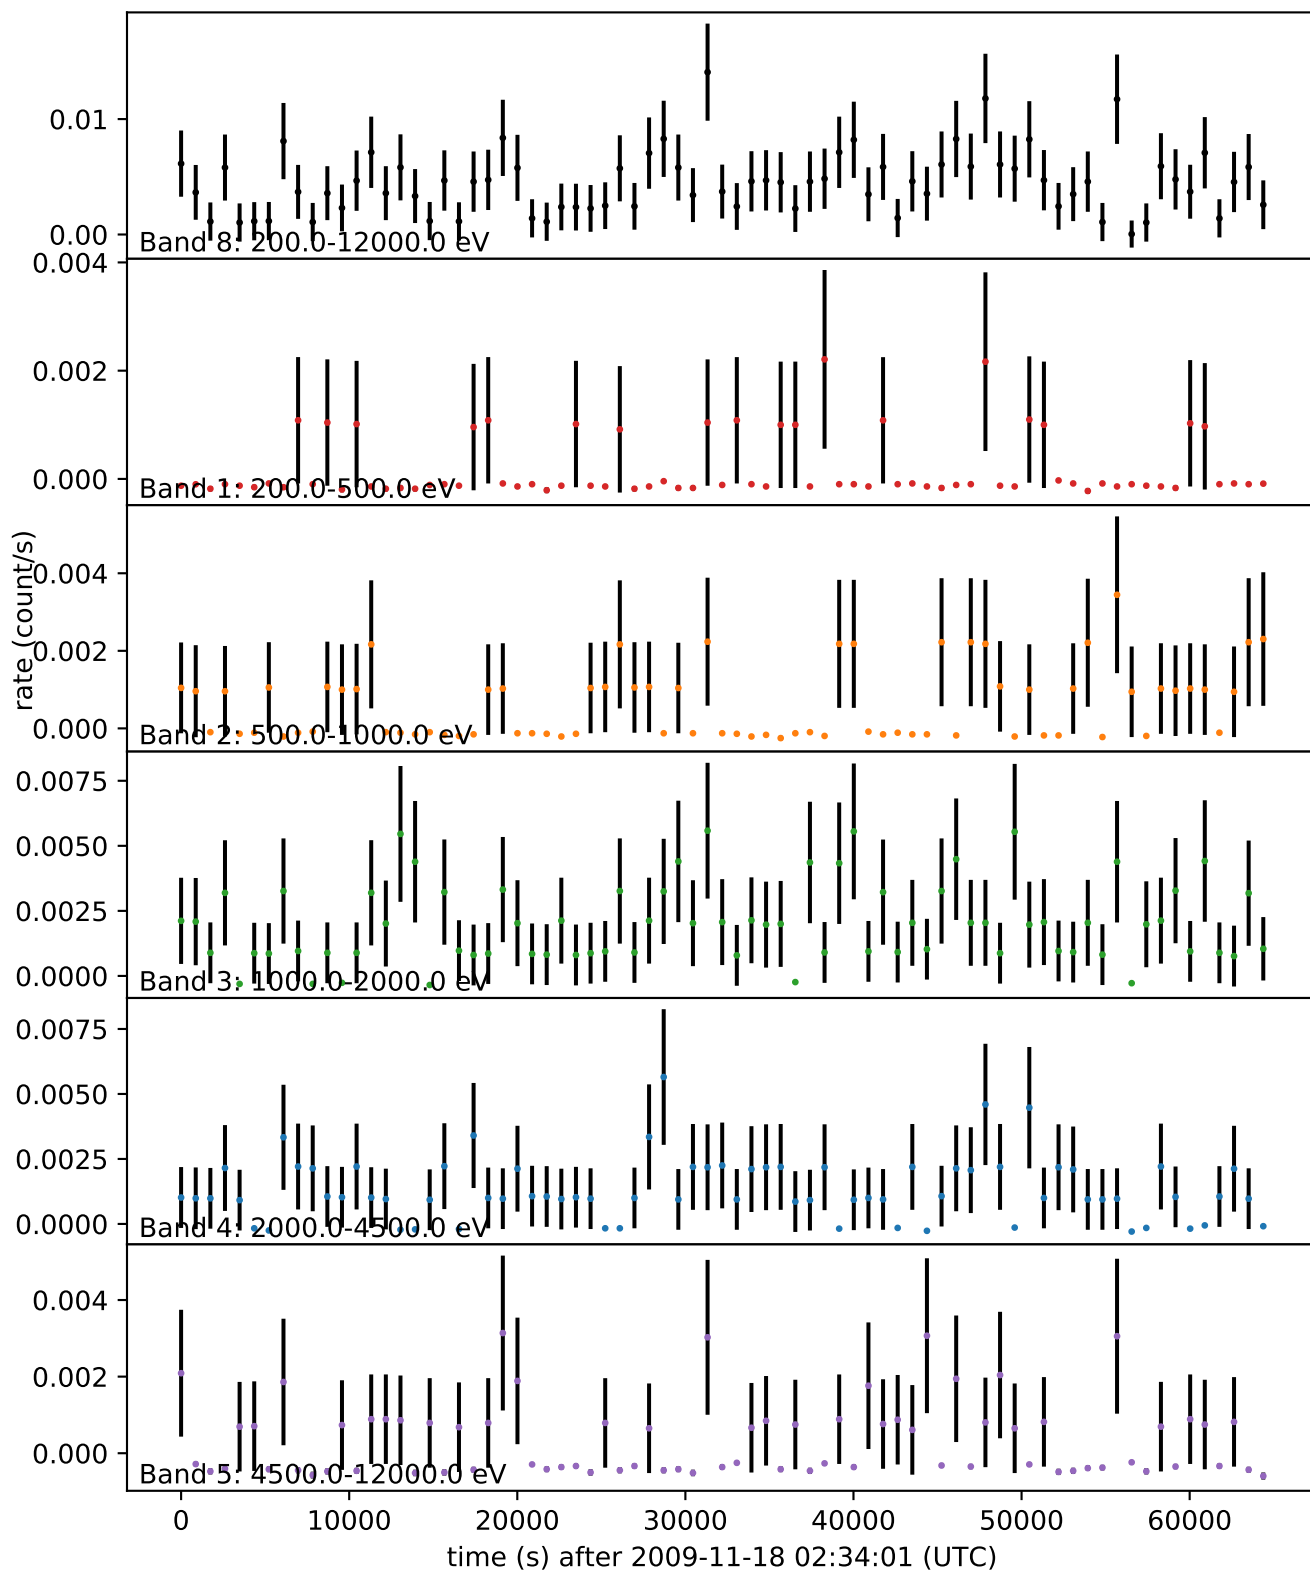 0.01
0.00
Band 8: 200.0-12000.0 eV
0.004
0.002
0.000
Band 1: 200.0-500.0 eV
rate (count/s)
0.004
0.002
0.000
Band 2: 500.0-1000.0 eV
0.0075
0.0050
0.0025
0.0000
Band 3: 1000.0-2000.0 eV
0.0075
0.0050
0.0025
0.0000
Band 4: 2000.0-4500.0 eV
0.004
0.002
0.000
Band 5: 4500.0-12000.0 eV
0 10000 20000 30000 40000 50000 60000
time (s) after 2009-11-18 02:34:01 (UTC)